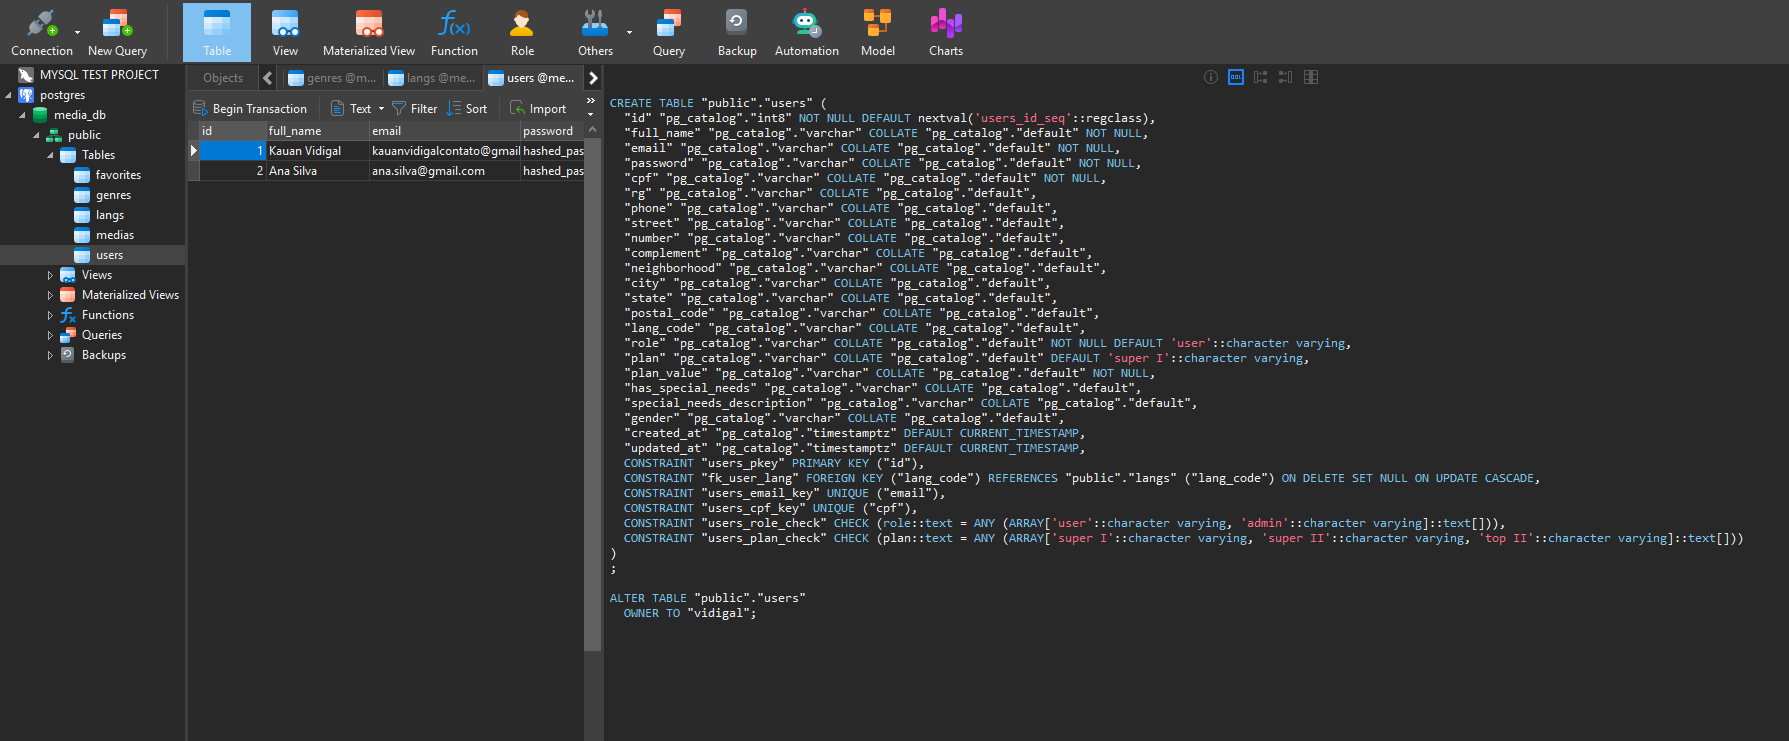 Connection
New Query
Table
View
Materialized View
Function
Role
Others
Query
Backup
Automation
Model
Charts
MYSQL TEST PROJECT
postgres
media_db
public
Tables
favorites
genres
langs
medias
users
Views
Materialized Views
Functions
Queries
Backups
Objects
genres @m...
langs @me...
users @me...
Begin Transaction
Text
Filter
Sort
Import
id full_name email password
1 Kauan Vidigal kauanvidigalcontato@gmail hashed_pas
2 Ana Silva ana.silva@gmail.com hashed_pas
DDL
CREATE TABLE "public"."users" (
"id" "pg_catalog"."int8" NOT NULL DEFAULT nextval('users_id_seq'::regclass),
"full_name" "pg_catalog"."varchar" COLLATE "pg_catalog"."default" NOT NULL,
"email" "pg_catalog"."varchar" COLLATE "pg_catalog"."default" NOT NULL,
"password" "pg_catalog"."varchar" COLLATE "pg_catalog"."default" NOT NULL,
"cpf" "pg_catalog"."varchar" COLLATE "pg_catalog"."default" NOT NULL,
"rg" "pg_catalog"."varchar" COLLATE "pg_catalog"."default",
"phone" "pg_catalog"."varchar" COLLATE "pg_catalog"."default",
"street" "pg_catalog"."varchar" COLLATE "pg_catalog"."default",
"number" "pg_catalog"."varchar" COLLATE "pg_catalog"."default",
"complement" "pg_catalog"."varchar" COLLATE "pg_catalog"."default",
"neighborhood" "pg_catalog"."varchar" COLLATE "pg_catalog"."default",
"city" "pg_catalog"."varchar" COLLATE "pg_catalog"."default",
"state" "pg_catalog"."varchar" COLLATE "pg_catalog"."default",
"postal_code" "pg_catalog"."varchar" COLLATE "pg_catalog"."default",
"lang_code" "pg_catalog"."varchar" COLLATE "pg_catalog"."default",
"role" "pg_catalog"."varchar" COLLATE "pg_catalog"."default" NOT NULL DEFAULT 'user'::character varying,
"plan" "pg_catalog"."varchar" COLLATE "pg_catalog"."default" DEFAULT 'super I'::character varying,
"plan_value" "pg_catalog"."varchar" COLLATE "pg_catalog"."default" NOT NULL,
"has_special_needs" "pg_catalog"."varchar" COLLATE "pg_catalog"."default",
"special_needs_description" "pg_catalog"."varchar" COLLATE "pg_catalog"."default",
"gender" "pg_catalog"."varchar" COLLATE "pg_catalog"."default",
"created_at" "pg_catalog"."timestamptz" DEFAULT CURRENT_TIMESTAMP,
"updated_at" "pg_catalog"."timestamptz" DEFAULT CURRENT_TIMESTAMP,
CONSTRAINT "users_pkey" PRIMARY KEY ("id"),
CONSTRAINT "fk_user_lang" FOREIGN KEY ("lang_code") REFERENCES "public"."langs" ("lang_code") ON DELETE SET NULL ON UPDATE CASCADE,
CONSTRAINT "users_email_key" UNIQUE ("email"),
CONSTRAINT "users_cpf_key" UNIQUE ("cpf"),
CONSTRAINT "users_role_check" CHECK (role::text = ANY (ARRAY['user'::character varying, 'admin'::character varying]::text[])),
CONSTRAINT "users_plan_check" CHECK (plan::text = ANY (ARRAY['super I'::character varying, 'super II'::character varying, 'top II'::character varying]::text[]))
)
;
ALTER TABLE "public"."users"
OWNER TO "vidigal";